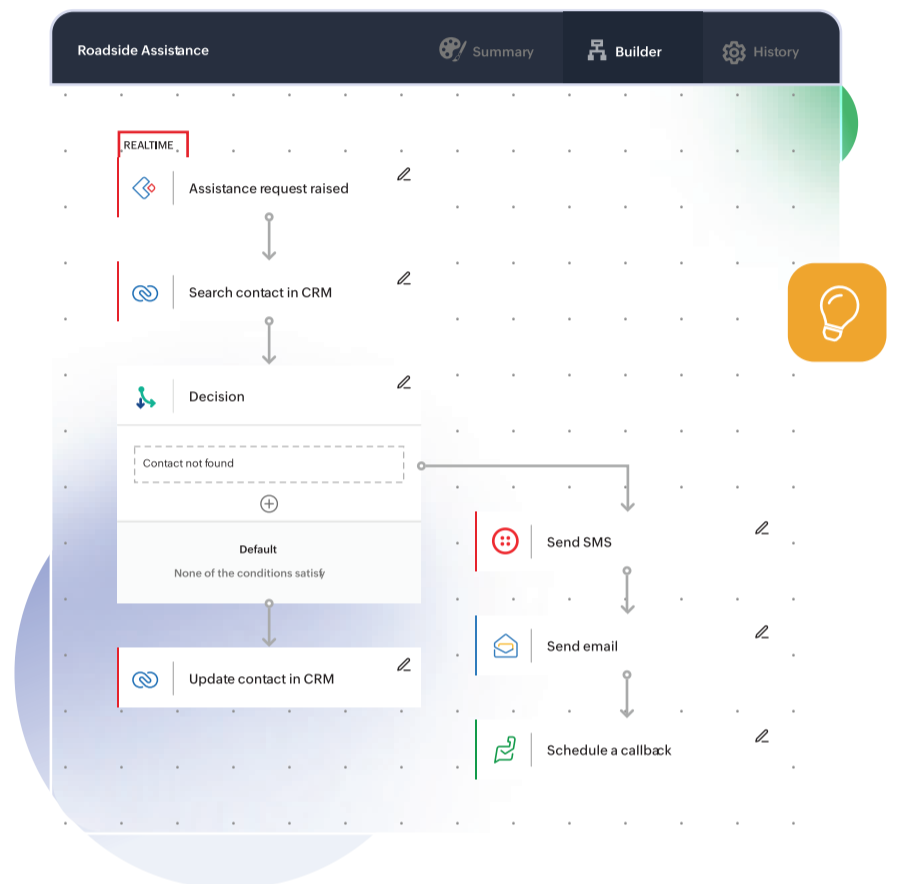 Roadside Assistance
Summary
Builder
History
REALTIME
Assistance request raised
Search contact in CRM
Decision
Contact not found
Default
None of the conditions satisfy
Update contact in CRM
Send SMS
Send email
Schedule a callback